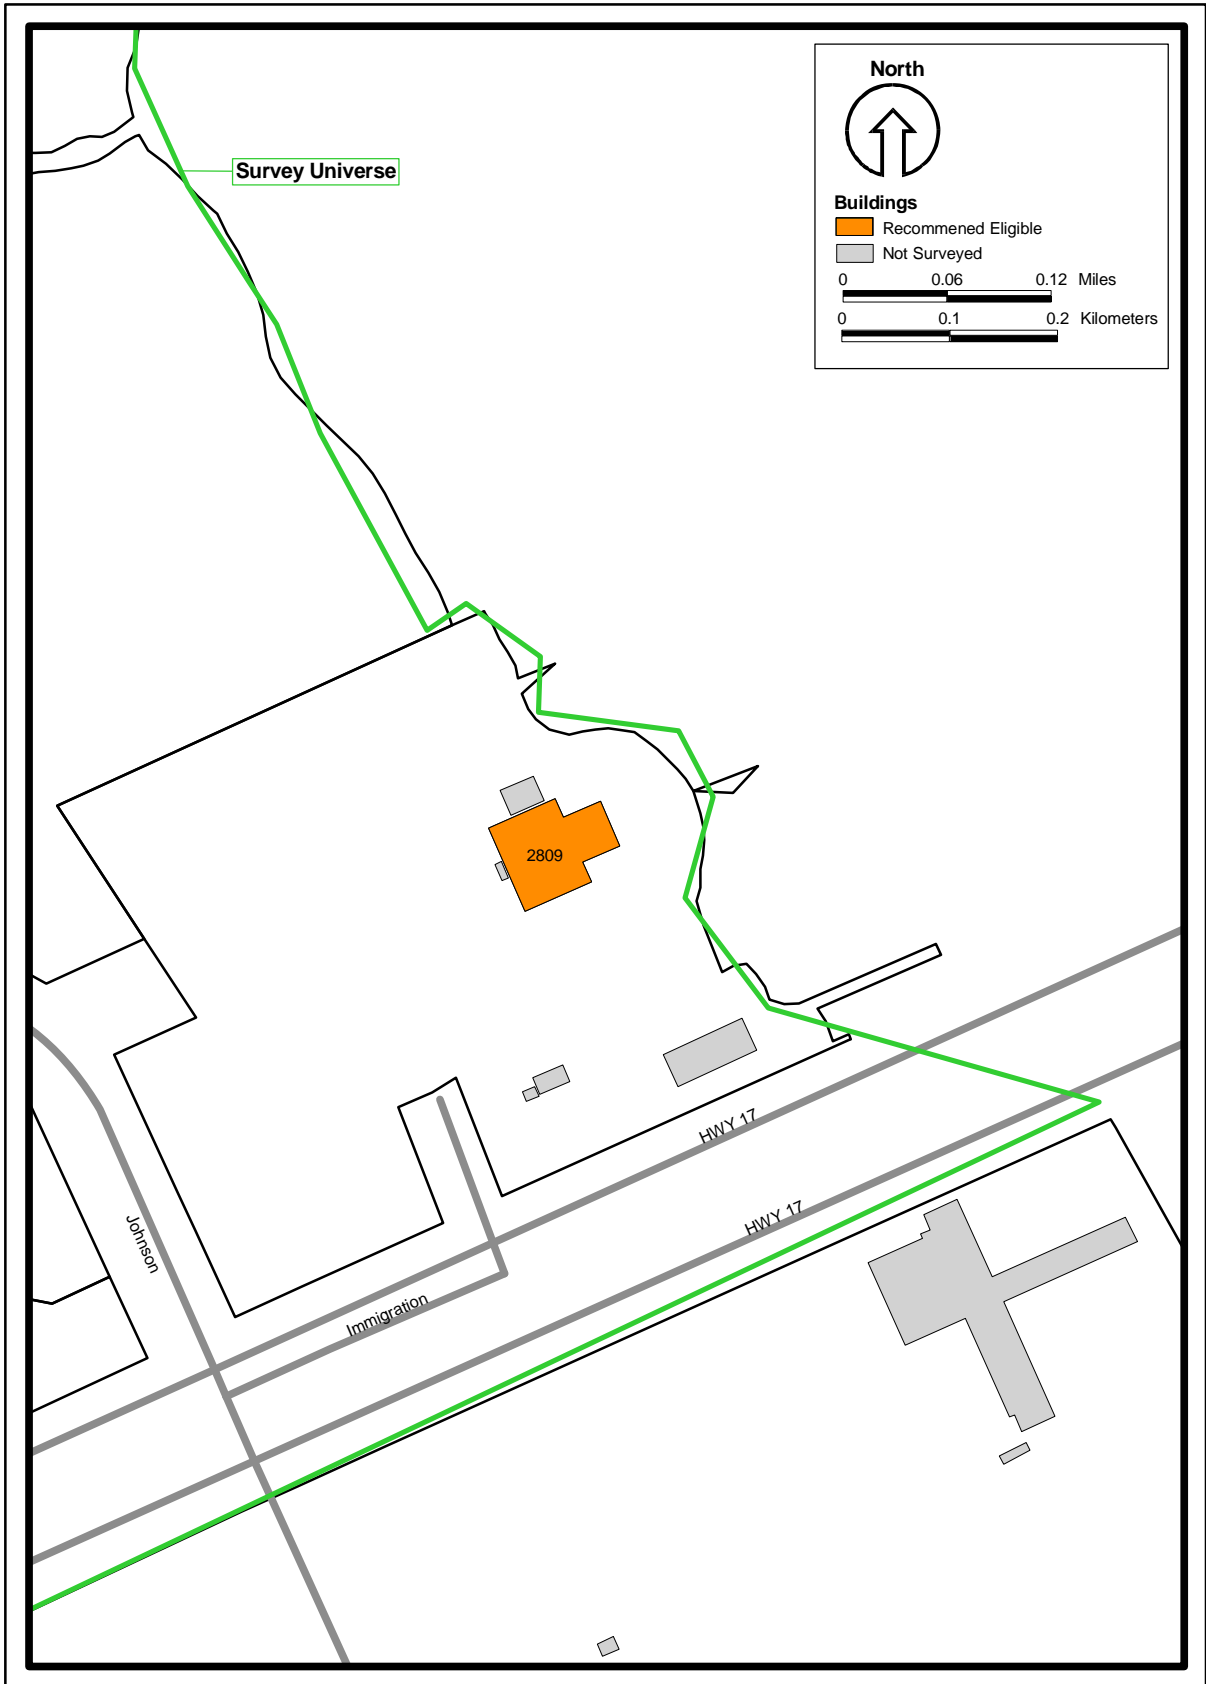 North
Survey Universe
Buildings
Recommened Eligible
Not Surveyed
0 0.06 0.12 Miles
0 0.1 0.2 Kilometers
2809
HWY 17
HWY 17
Johnson
Immigration